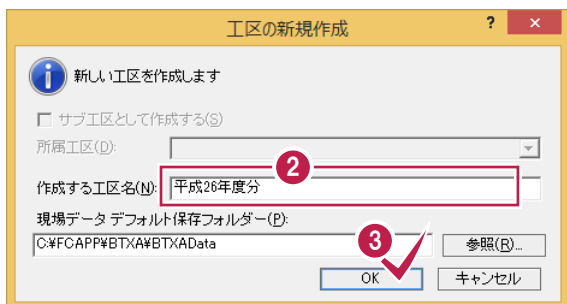 工区の新規作成
? ×
新しい工区を作成します
サブ工区として作成する(S)
所属工区(D):
2
作成する工区名(N): 平成26年度分
現場データ デフォルト保存フォルダー(P):
3
C:¥FCAPP¥BTXA¥BTXAData 参照(R)...
OK キャンセル